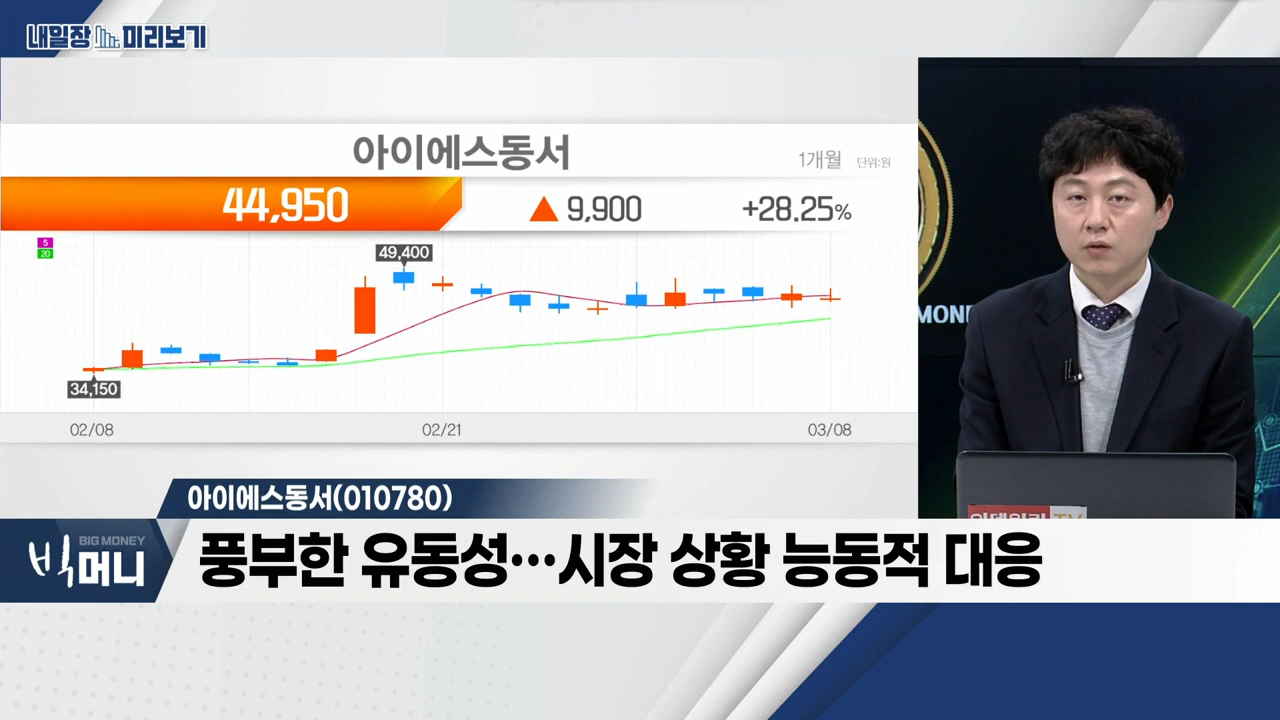 내일장 미리보기
아이에스동서
1개월 단위:원
44,950 ▲ 9,900 +28.25%
5
20
49,400
34,150
02/08 02/21 03/08
MONE
아이에스동서(010780)
BIG MONEY
빅머니
풍부한 유동성…시장 상황 능동적 대응